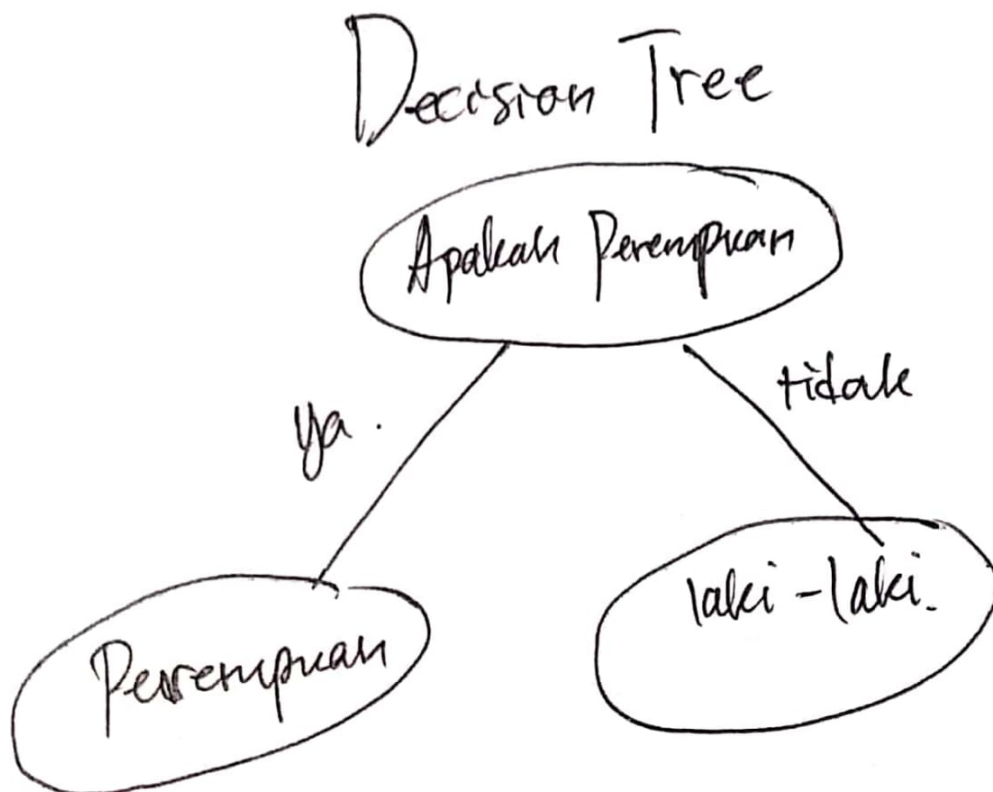 Decision Tree
Apakah Perempuan
ya.
tidak
Perempuan
laki-laki.